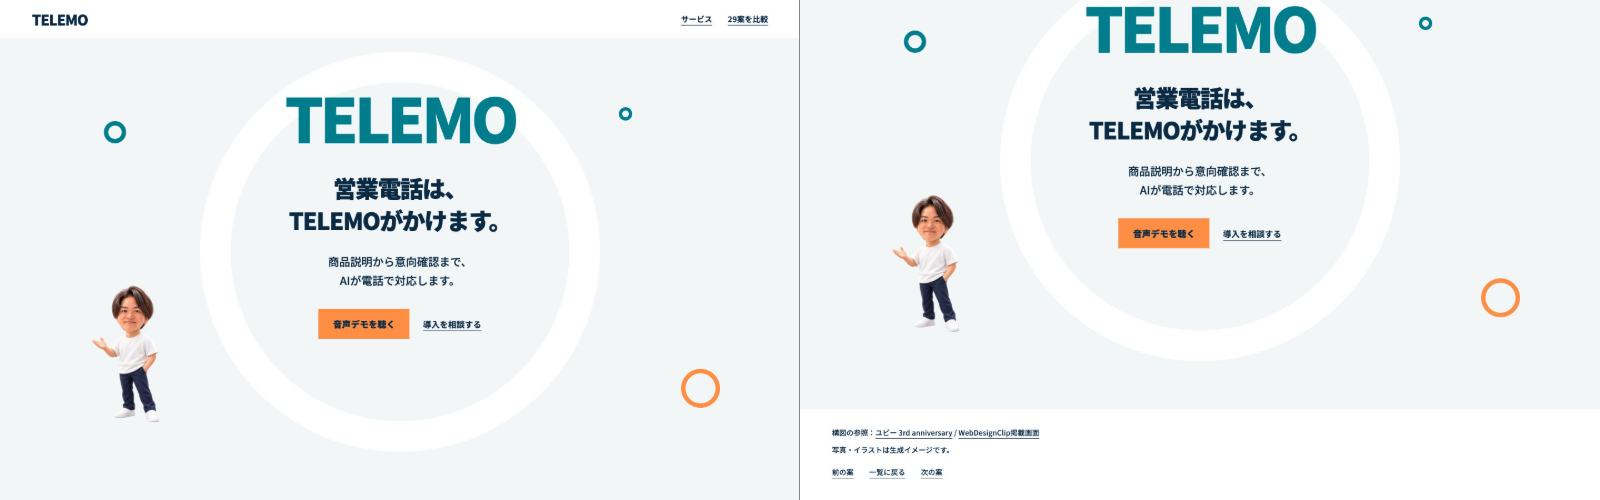 TELEMO
サービス
29案を比較
TELEMO
営業電話は、
TELEMOがかけます。
商品説明から意向確認まで、
AIが電話で対応します。
音声デモを聴く
導入を相談する
TELEMO
営業電話は、
TELEMOがかけます。
商品説明から意向確認まで、
AIが電話で対応します。
音声デモを聴く
導入を相談する
構図の参照：ユビー 3rd anniversary / WebDesignClip掲載画面
写真・イラストは生成イメージです。
前の案
一覧に戻る
次の案